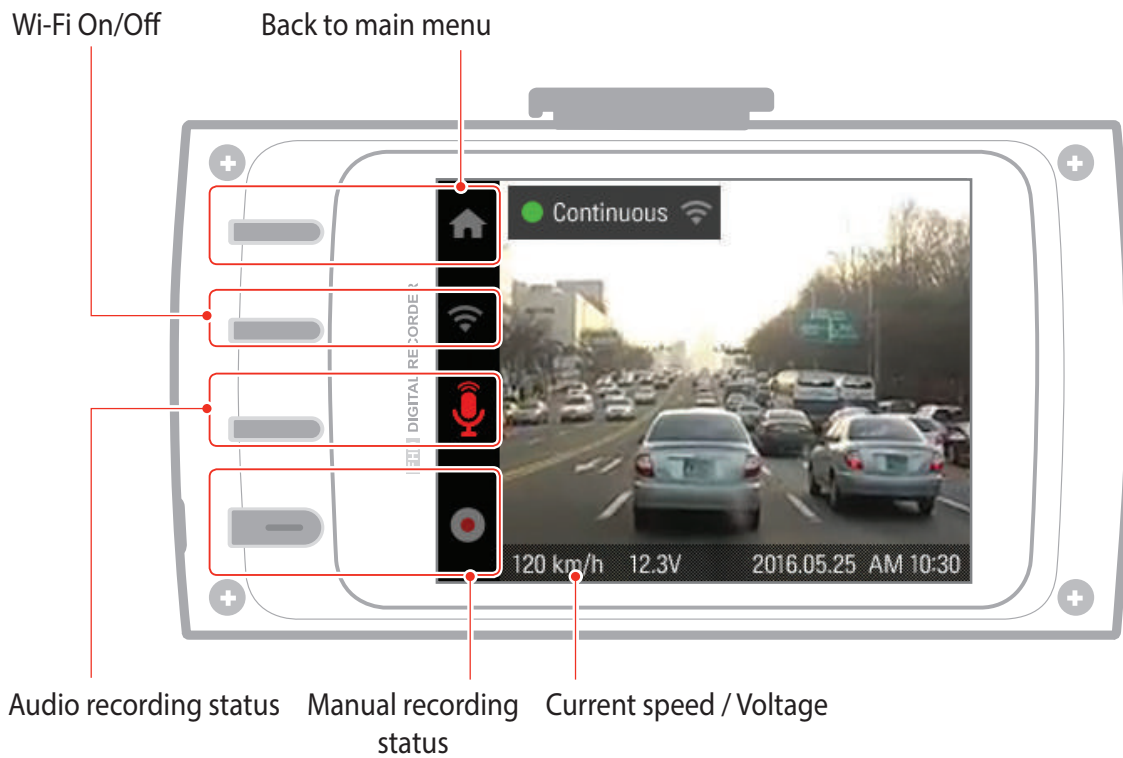 Wi-Fi On/Off
Back to main menu
Continuous
DIGITAL RECORDER
120 km/h 12.3V 2016.05.25 AM 10:30
Audio recording status
Manual recording
status
Current speed / Voltage